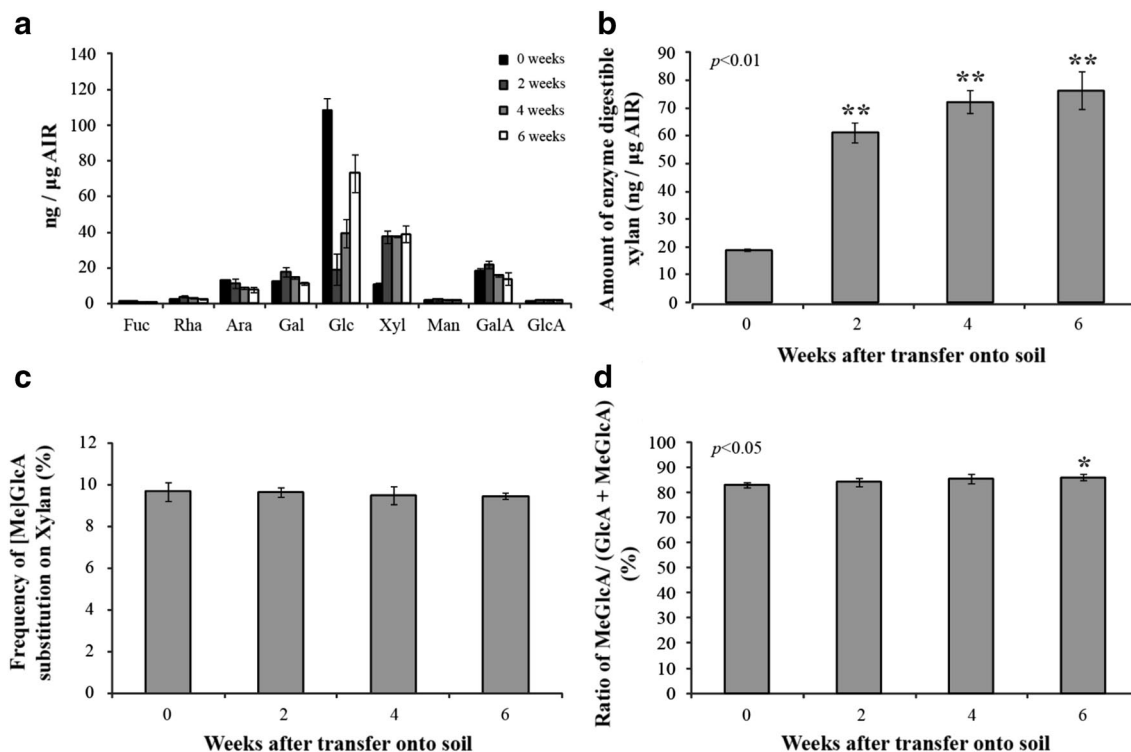 a
140
120
100
80
60
40
20
0
ng / µg AIR
0 weeks
2 weeks
4 weeks
6 weeks
Fuc Rha Ara Gal Glc Xyl Man GalA GlcA
b
p<0.01
90
80
70
60
50
40
30
20
10
0
Amount of enzyme digestible
xylan (ng / µg AIR)
** ** **
0 2 4 6
Weeks after transfer onto soil
c
12
10
8
6
4
2
0
Frequency of [Me]GlcA
substitution on Xylan (%)
0 2 4 6
Weeks after transfer onto soil
d
p<0.05
100
90
80
70
60
50
40
30
20
10
0
Ratio of MeGlcA/ (GlcA + MeGlcA)
(%)
*
0 2 4 6
Weeks after transfer onto soil